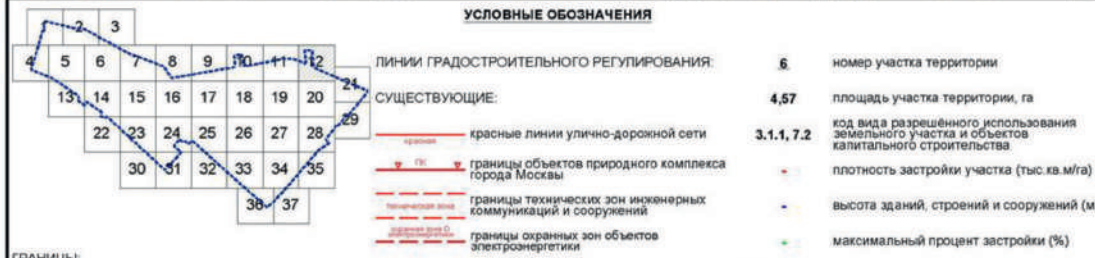 УСЛОВНЫЕ ОБОЗНАЧЕНИЯ
2 3
4 5 6 7 8 9 10 11 12
21
13 14 15 16 17 18 19 20
29
22 23 24 25 26 27 28
30 31 32 33 34 35
36 37
ГРАНИЦЫ:
ЛИНИИ ГРАДОСТРОИТЕЛЬНОГО РЕГУЛИРОВАНИЯ:
СУЩЕСТВУЮЩИЕ:
красная
красные линии улично-дорожной сети
ПК
границы объектов природного комплекса
города Москвы
техническая зона
границы технических зон инженерных
коммуникаций и сооружений
границы охранных зон объектов
электроэнергетики
6 номер участка территории
4,57 площадь участка территории, га
3.1.1, 7.2 код вида разрешённого использования
земельного участка и объектов
капитального строительства
- плотность застройки участка (тыс.кв.м/га)
- высота зданий, строений и сооружений (м
- максимальный процент застройки (%)